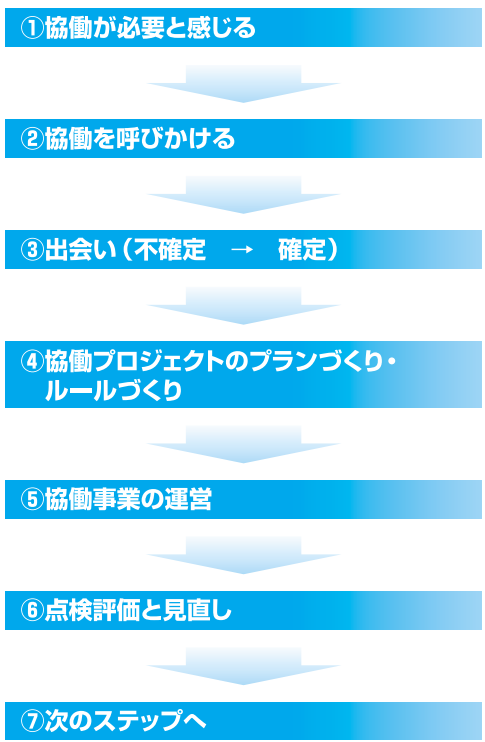 ①協働が必要と感じる
②協働を呼びかける
③出会い（不確定　→　確定）
④協働プロジェクトのプランづくり・
ルールづくり
⑤協働事業の運営
⑥点検評価と見直し
⑦次のステップへ